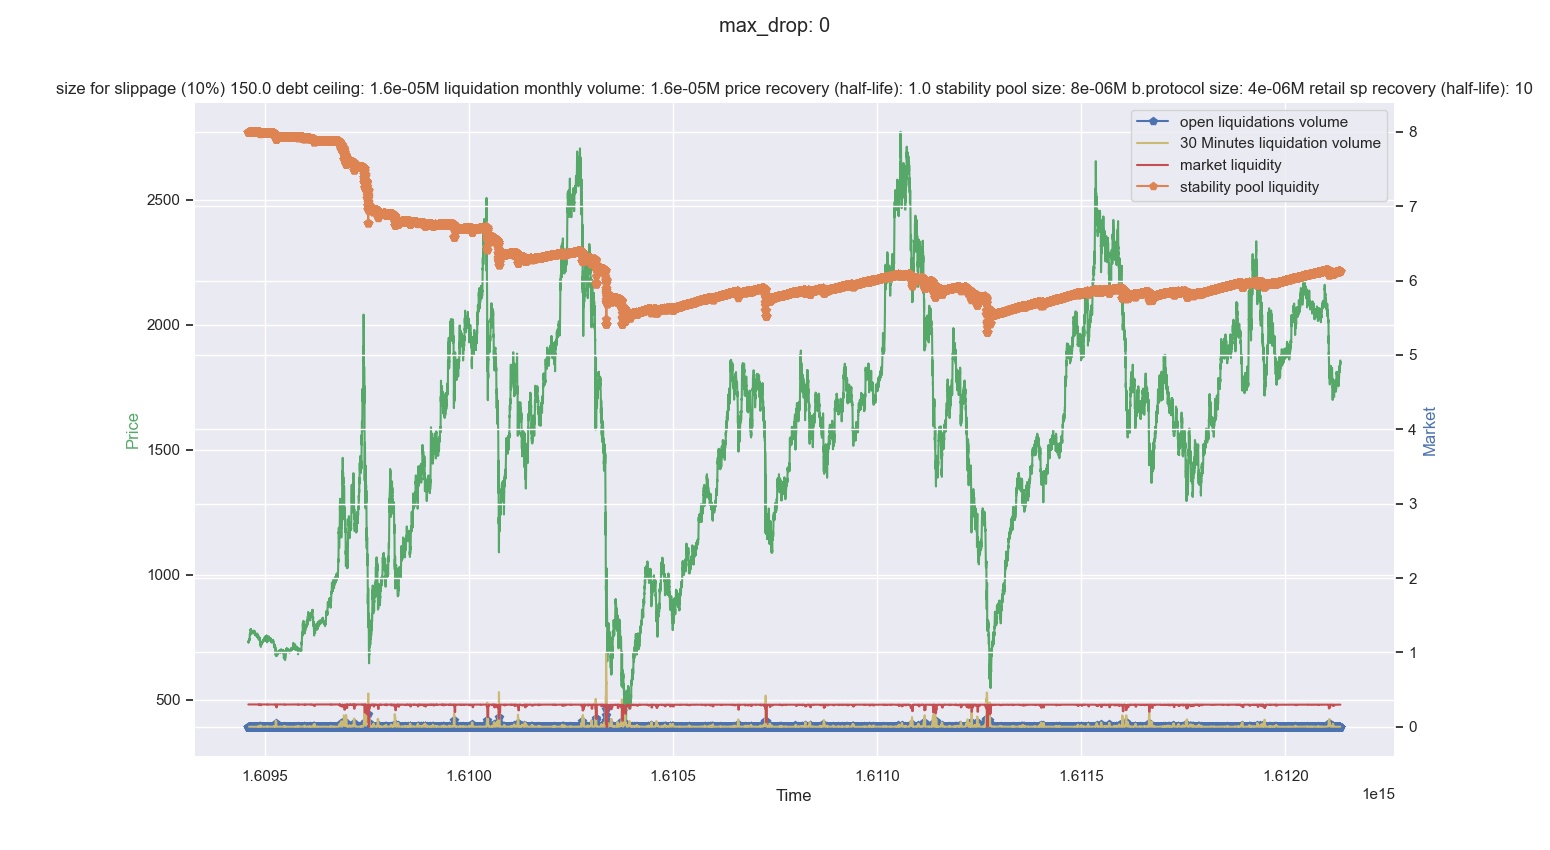 max_drop: 0
size for slippage (10%) 150.0 debt ceiling: 1.6e-05M liquidation monthly volume: 1.6e-05M price recovery (half-life): 1.0 stability pool size: 8e-06M b.protocol size: 4e-06M retail sp recovery (half-life): 10
open liquidations volume
30 Minutes liquidation volume
market liquidity
stability pool liquidity
2500
2000
1500
1000
500
Price
8
7
6
5
4
3
2
1
0
Market
1.6095
1.6100
1.6105
1.6110
1.6115
1.6120
Time
1e15